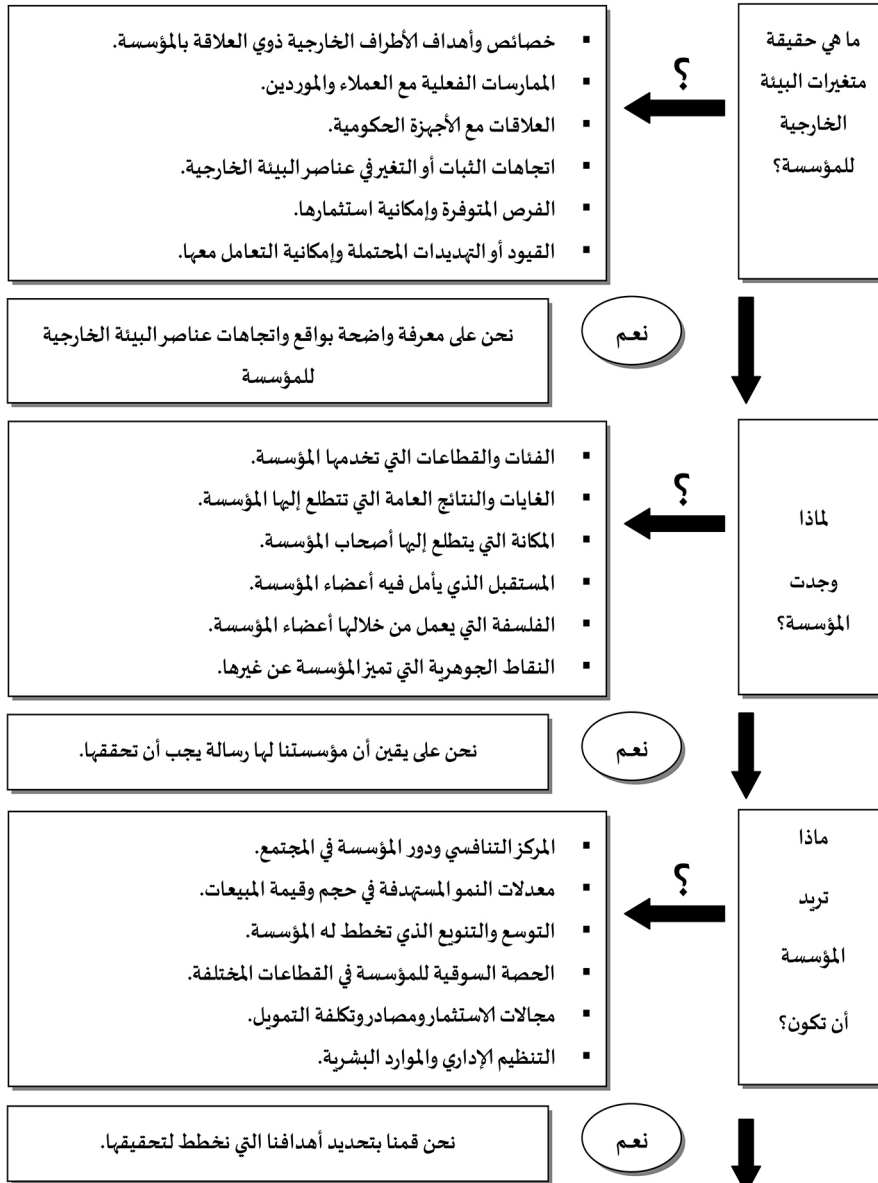 ما هي حقيقة
متغيرات البيئة
الخارجية
للمؤسسة؟
؟
▪ خصائص وأهداف الأطراف الخارجية ذوي العلاقة بالمؤسسة.
▪ الممارسات الفعلية مع العملاء والموردين.
▪ العلاقات مع الأجهزة الحكومية.
▪ اتجاهات الثبات أو التغير في عناصر البيئة الخارجية.
▪ الفرص المتوفرة وإمكانية استثمارها.
▪ القيود أو التهديدات المحتملة وإمكانية التعامل معها.
نعم
نحن على معرفة واضحة بواقع واتجاهات عناصر البيئة الخارجية
للمؤسسة
لماذا
وجدت
المؤسسة؟
؟
▪ الفئات والقطاعات التي تخدمها المؤسسة.
▪ الغايات والنتائج العامة التي تتطلع إليها المؤسسة.
▪ المكانة التي يتطلع إليها أصحاب المؤسسة.
▪ المستقبل الذي يأمل فيه أعضاء المؤسسة.
▪ الفلسفة التي يعمل من خلالها أعضاء المؤسسة.
▪ النقاط الجوهرية التي تميز المؤسسة عن غيرها.
نعم
نحن على يقين أن مؤسستنا لها رسالة يجب أن تحققها.
ماذا
تريد
المؤسسة
أن تكون؟
؟
▪ المركز التنافسي ودور المؤسسة في المجتمع.
▪ معدلات النمو المستهدفة في حجم وقيمة المبيعات.
▪ التوسع والتنويع الذي تخطط له المؤسسة.
▪ الحصة السوقية للمؤسسة في القطاعات المختلفة.
▪ مجالات الاستثمار ومصادر وتكلفة التمويل.
▪ التنظيم الإداري والموارد البشرية.
نعم
نحن قمنا بتحديد أهدافنا التي نخطط لتحقيقها.